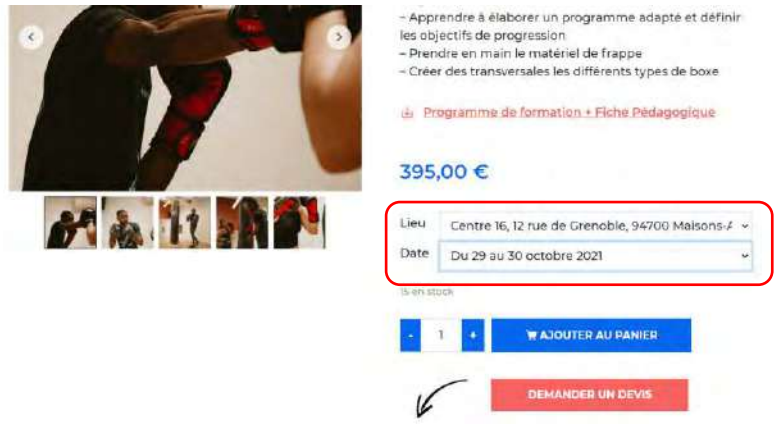 – Apprendre à élaborer un programme adapté et définir
les objectifs de progression
– Prendre en main le matériel de frappe
– Créer des transversales les différents types de boxe
Programme de formation + Fiche Pédagogique
395,00 €
Lieu Centre 16, 12 rue de Grenoble, 94700 Maisons-A
Date Du 29 au 30 octobre 2021
15 en stock
- 1 + AJOUTER AU PANIER
DEMANDER UN DEVIS